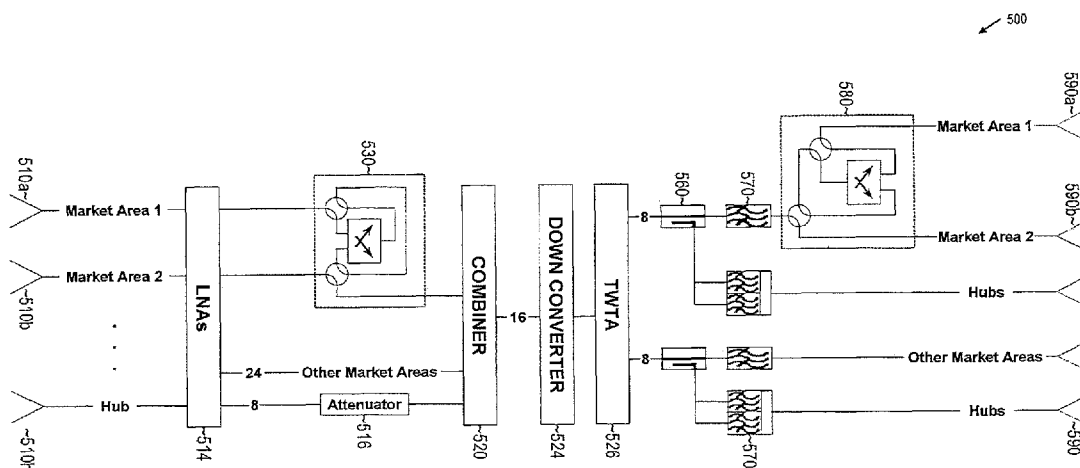 500
590a
580
Market Area 1
530
510a
560
570
590b
Market Area 1
8
Market Area 2
Market Area 2
510b
LNAs
COMBINER
DOWN CONVERTER
TWTA
Hubs
16
24
Other Market Areas
8
Other Market Areas
Hub
8
Attenuator
Hubs
514
516
520
524
526
570
590